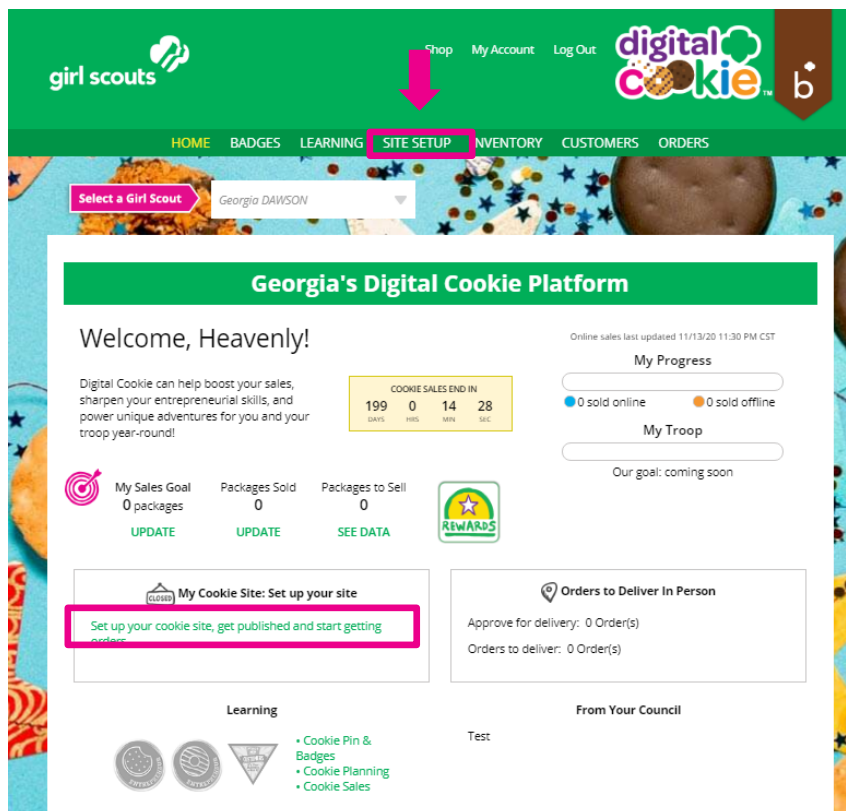 girl scouts
Shop My Account Log Out
digital
cookie™
b
HOME BADGES LEARNING SITE SETUP NVENTORY CUSTOMERS ORDERS
Select a Girl Scout Georgia DAWSON
Georgia's Digital Cookie Platform
Welcome, Heavenly!
Digital Cookie can help boost your sales,
sharpen your entrepreneurial skills, and
power unique adventures for you and your
troop year-round!
COOKIE SALES END IN
199 0 14 28
DAYS HRS MIN SEC
Online sales last updated 11/13/20 11:30 PM CST
My Progress
0 sold online 0 sold offline
My Troop
Our goal: coming soon
My Sales Goal Packages Sold Packages to Sell
0 packages 0 0
UPDATE UPDATE SEE DATA
REWARDS
CLOSED My Cookie Site: Set up your site
Set up your cookie site, get published and start getting
orders
Orders to Deliver In Person
Approve for delivery: 0 Order(s)
Orders to deliver: 0 Order(s)
Learning
• Cookie Pin &
Badges
• Cookie Planning
• Cookie Sales
From Your Council
Test